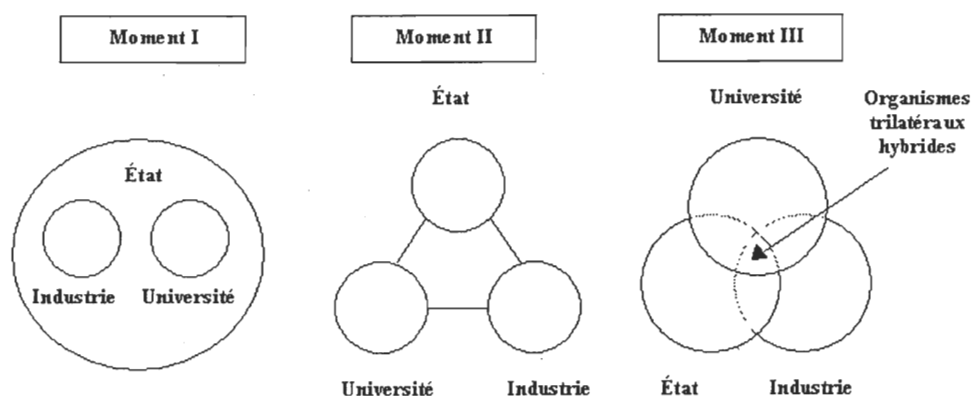 Moment I
Moment II
Moment III
État
Université
Organismes
trilatéraux
hybrides
État
Industrie
Université
Université
Industrie
État
Industrie